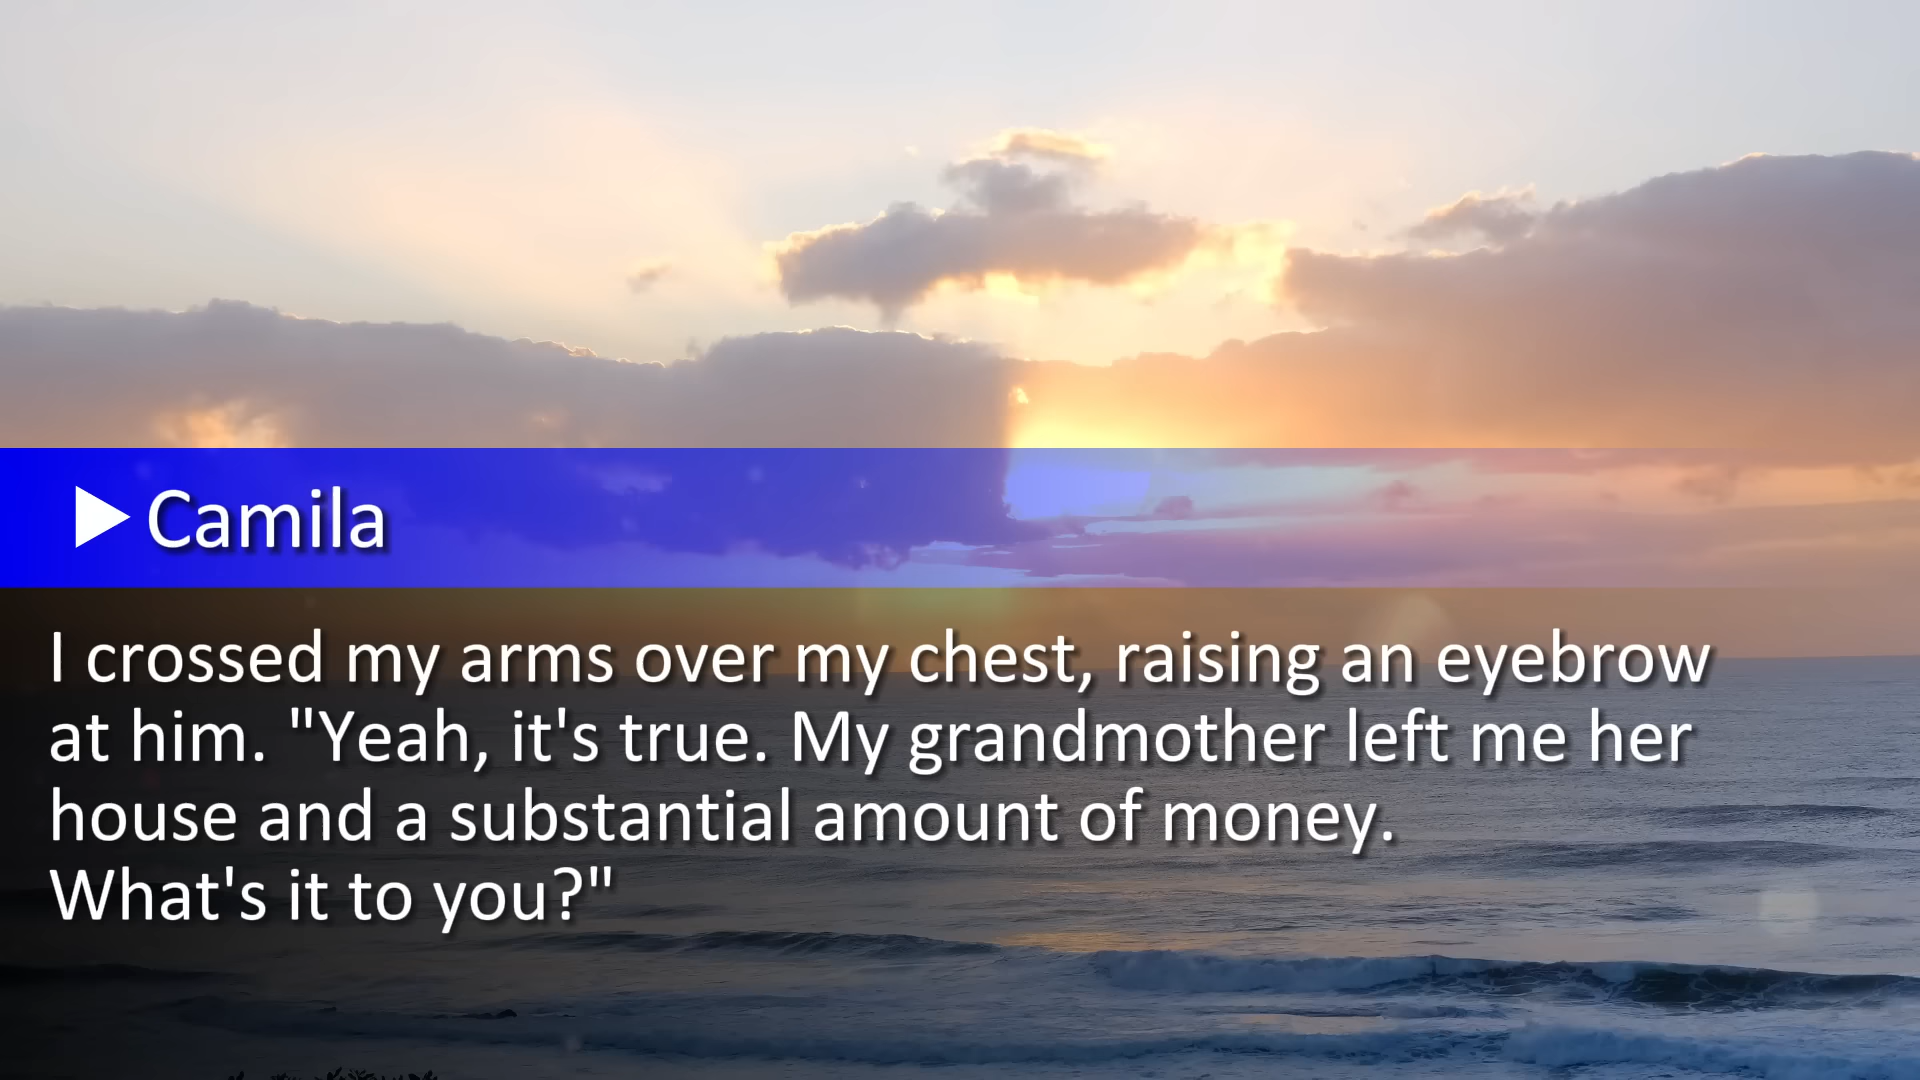 Camila
I crossed my arms over my chest, raising an eyebrow
at him. "Yeah, it's true. My grandmother left me her
house and a substantial amount of money.
What's it to you?"